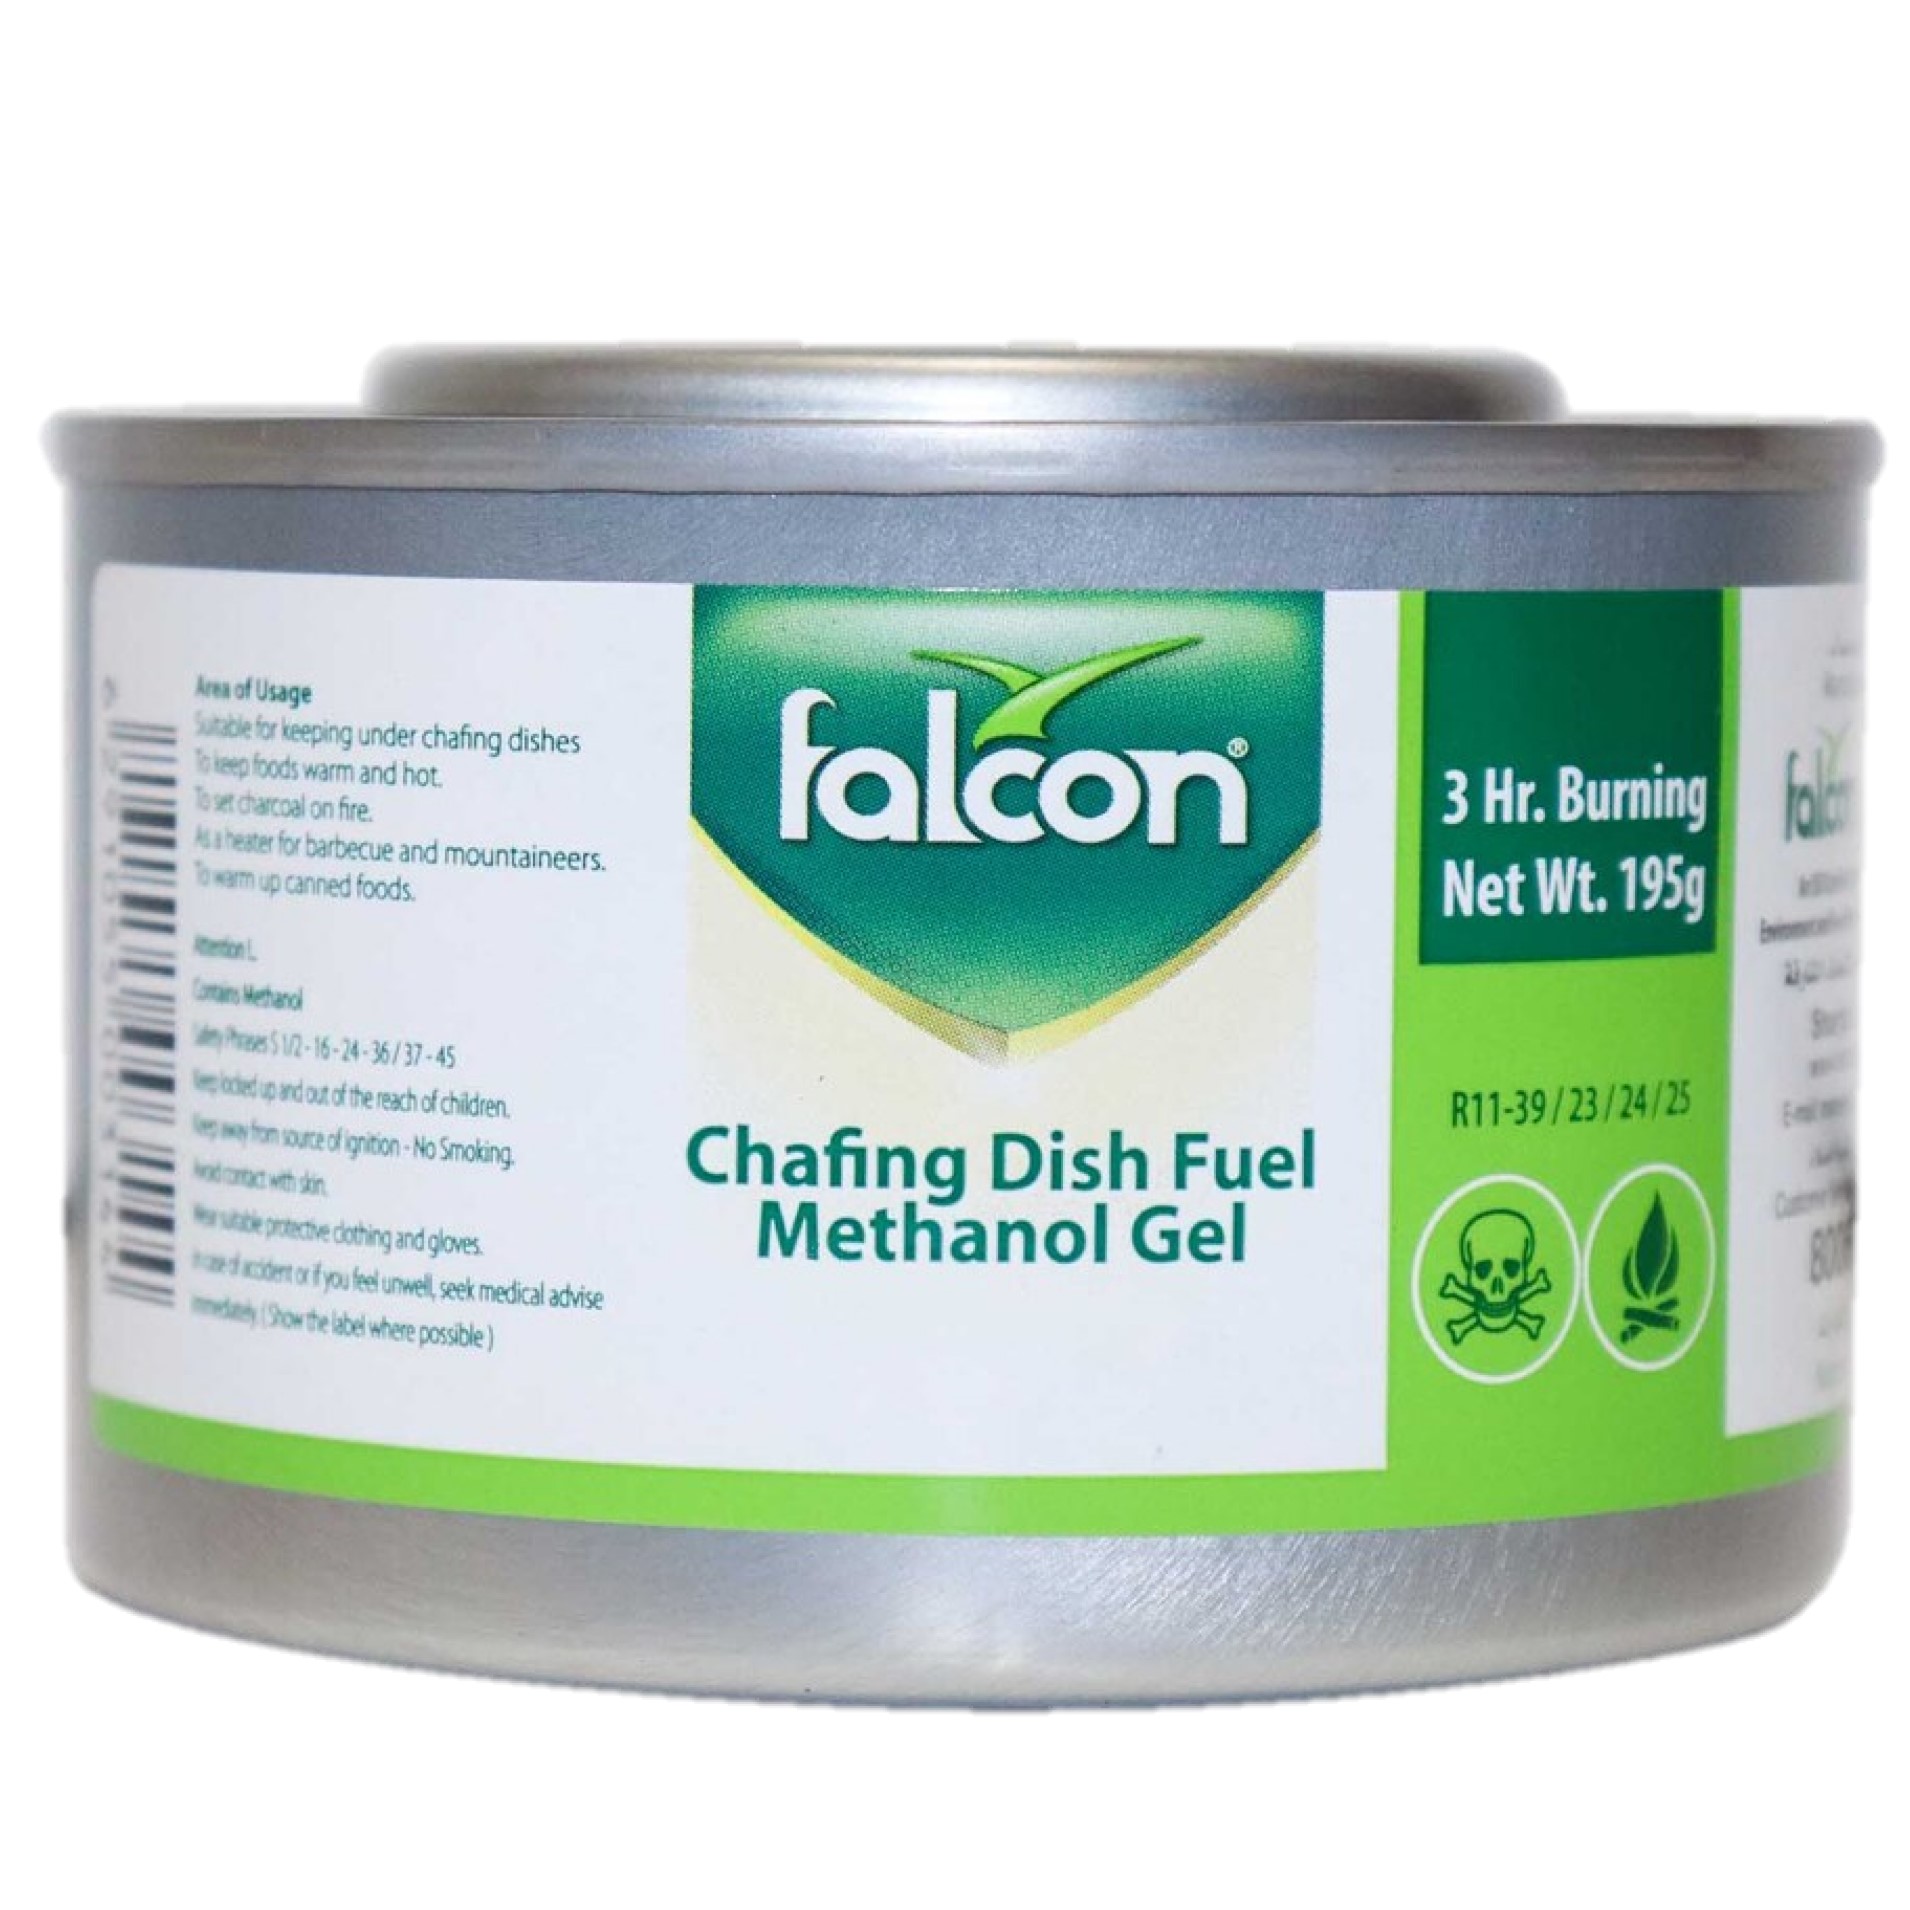 Area of Usage
Suitable for keeping under chafing dishes
To keep foods warm and hot.
To set charcoal on fire.
As a heater for barbecue and mountaineers.
To warm up canned foods.
Attention !..
Contains Methanol
Safety Phrases S 1/2 - 16 - 24 - 36 / 37 - 45
Keep locked up and out of the reach of children.
Keep away from source of ignition - No Smoking.
Avoid contact with skin.
Wear suitable protective clothing and gloves.
In case of accident or if you feel unwell, seek medical advise
immediately. ( Show the label where possible )
falcon®
Chafing Dish Fuel
Methanol Gel
3 Hr. Burning
Net Wt. 195g
R11-39 / 23 / 24 / 25
falcon